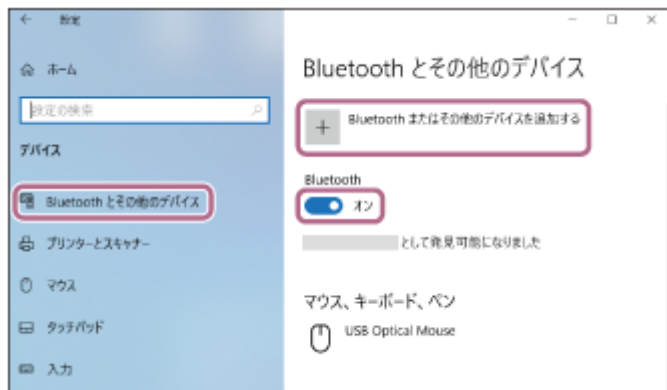 設定
ホーム
設定の検索
デバイス
Bluetooth とその他のデバイス
プリンターとスキャナー
マウス
タッチパッド
入力
Bluetooth とその他のデバイス
Bluetooth またはその他のデバイスを追加する
Bluetooth
オン
として発見可能になりました
マウス、キーボード、ペン
USB Optical Mouse